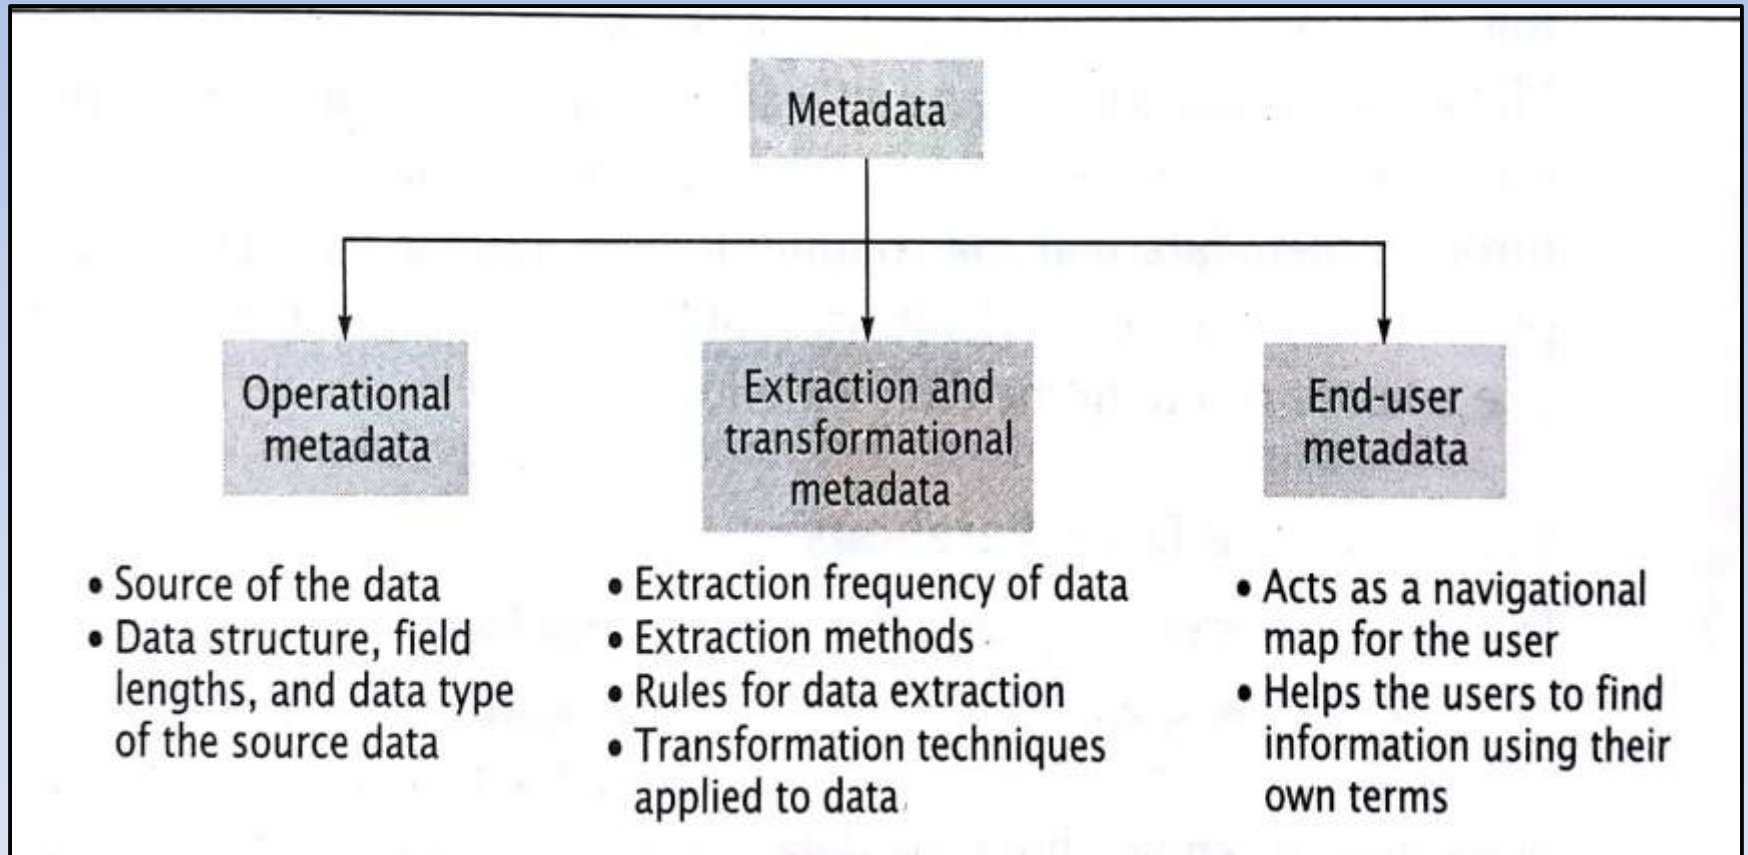 Metadata
Operational
metadata
Extraction and
transformational
metadata
End-user
metadata
• Source of the data
• Data structure, field
lengths, and data type
of the source data
• Extraction frequency of data
• Extraction methods
• Rules for data extraction
• Transformation techniques
applied to data
• Acts as a navigational
map for the user
• Helps the users to find
information using their
own terms